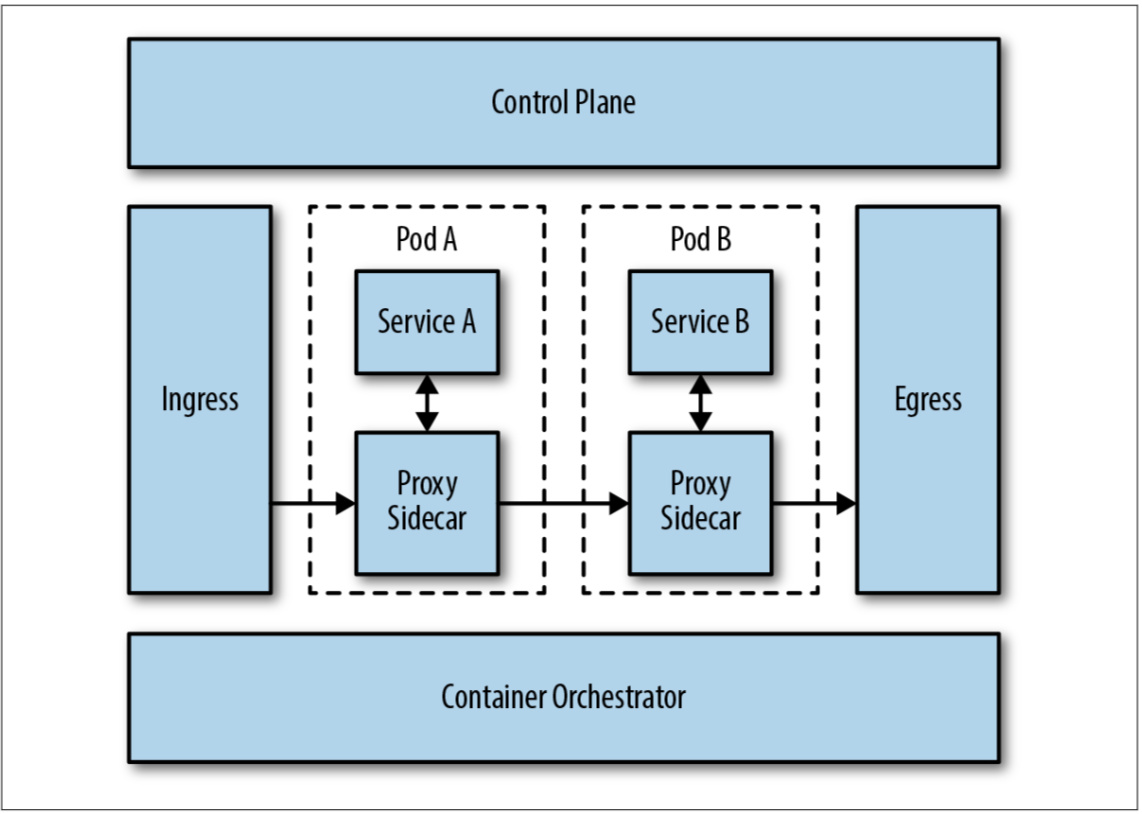 Control Plane
Ingress
Pod A
Service A
Proxy
Sidecar
Pod B
Service B
Proxy
Sidecar
Egress
Container Orchestrator